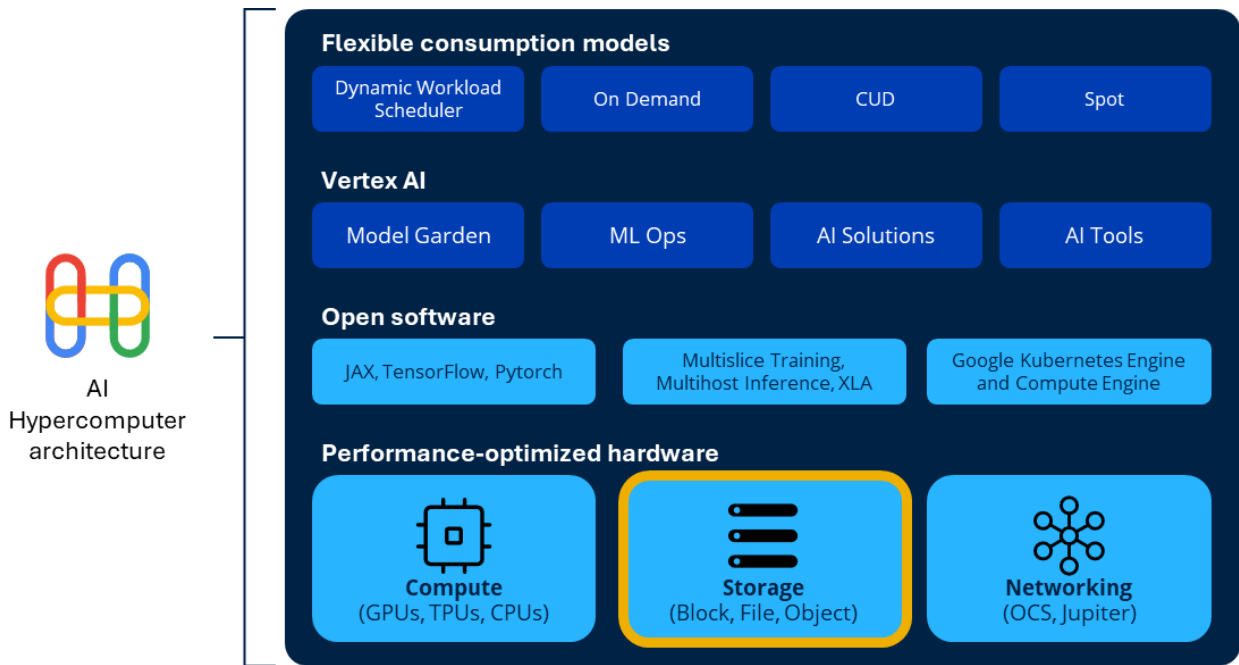 Flexible consumption models
Dynamic Workload
Scheduler
On Demand
CUD
Spot
Vertex AI
Model Garden
ML Ops
AI Solutions
AI Tools
Open software
JAX, TensorFlow, Pytorch
Multislice Training,
Multihost Inference, XLA
Google Kubernetes Engine
and Compute Engine
AI
Hypercomputer
architecture
Performance-optimized hardware
Compute
(GPUs, TPUs, CPUs)
Storage
(Block, File, Object)
Networking
(OCS, Jupiter)